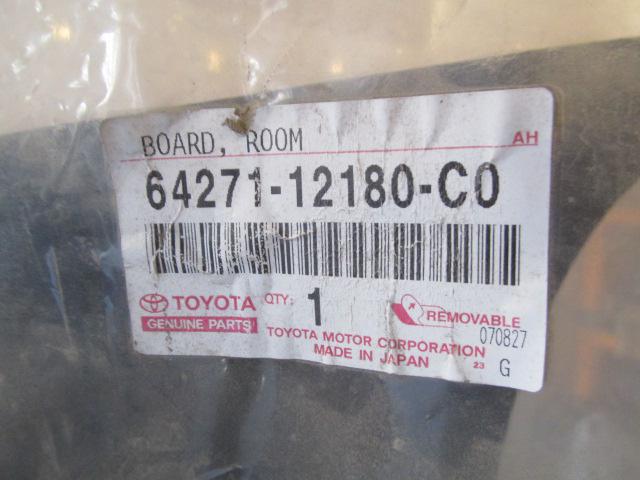 BOARD, ROOM
AH
64271-12180-C0
TOYOTA QTY: 1 REMOVABLE
GENUINE PARTS
070827
TOYOTA MOTOR CORPORATION
MADE IN JAPAN 23 G